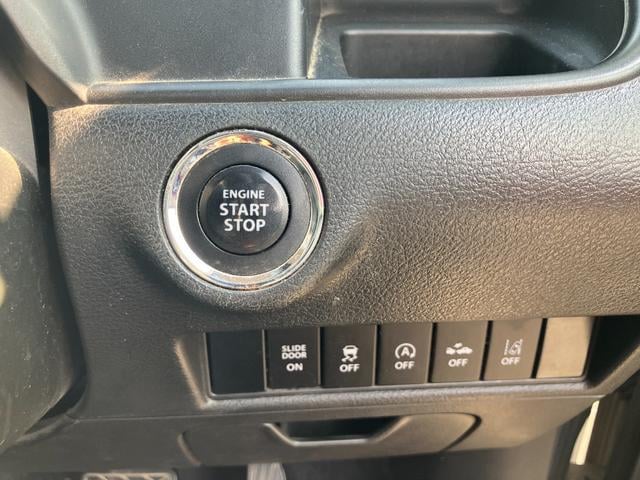 ENGINE
START
STOP
SLIDE
DOOR
ON
OFF
A
OFF
OFF
OFF